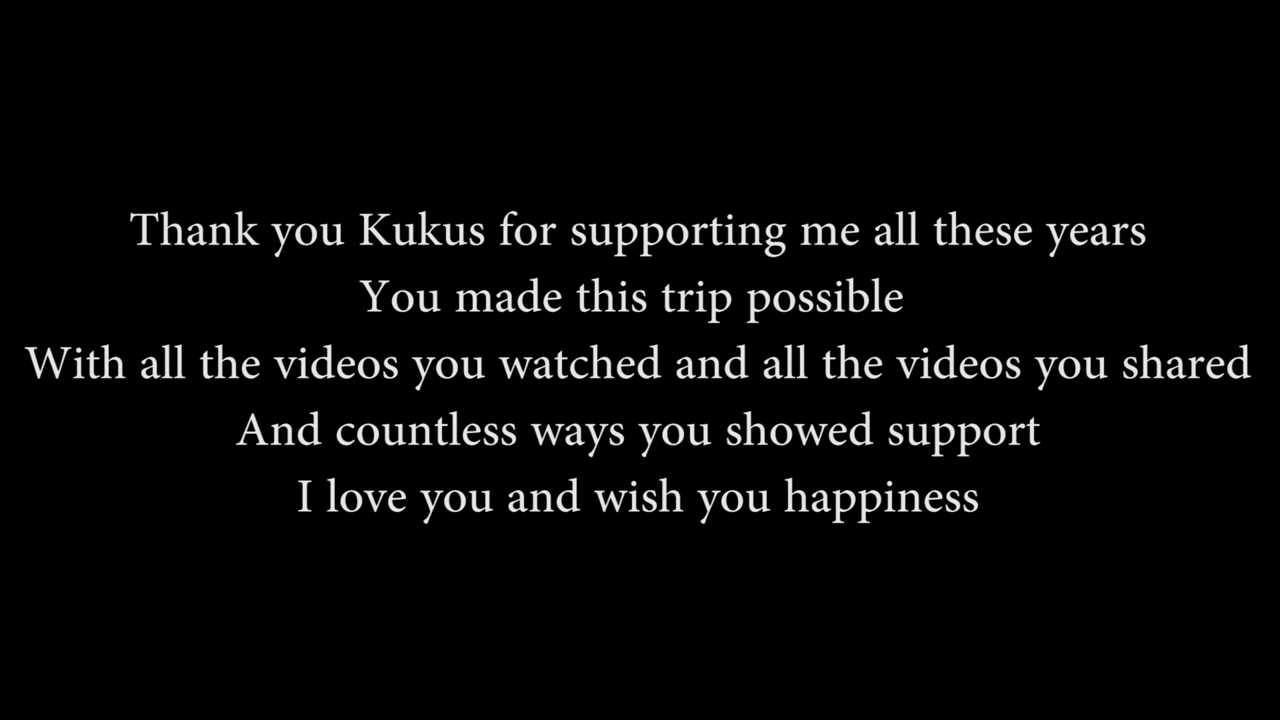 Thank you Kukus for supporting me all these years
You made this trip possible
With all the videos you watched and all the videos you shared
And countless ways you showed support
I love you and wish you happiness